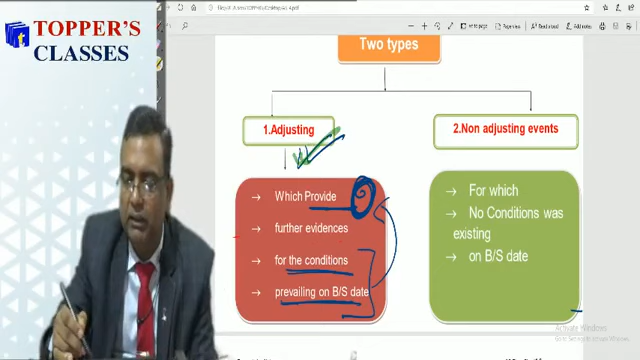 TOPPER'S
CLASSES
Two types
1.Adjusting
2.Non adjusting events
→ Which Provide
→ further evidences
→ for the conditions
→ prevailing on B/S date
→ For which
→ No Conditions was
existing
→ on B/S date
Activate Windows